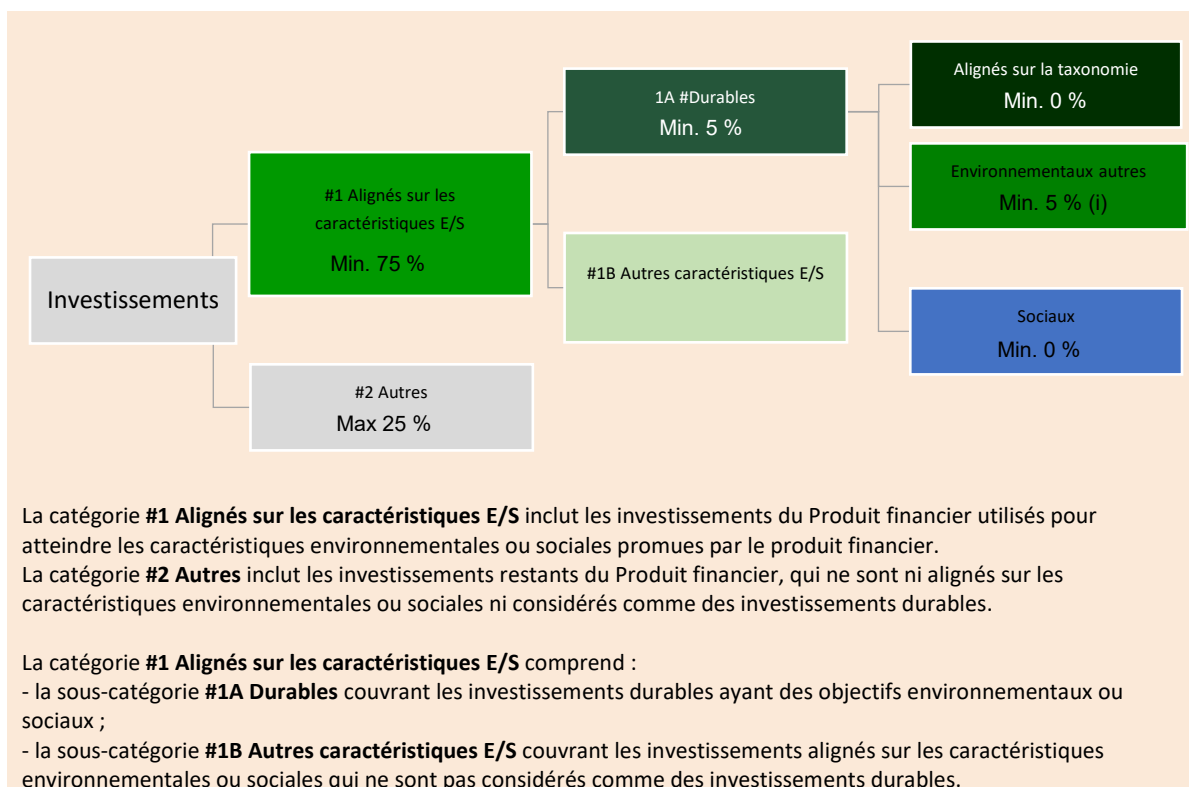 Investissements
#1 Alignés sur les
caractéristiques E/S
Min. 75 %
#2 Autres
Max 25 %
1A #Durables
Min. 5 %
#1B Autres caractéristiques E/S
Alignés sur la taxonomie
Min. 0 %
Environnementaux autres
Min. 5 % (i)
Sociaux
Min. 0 %
La catégorie #1 Alignés sur les caractéristiques E/S inclut les investissements du Produit financier utilisés pour
atteindre les caractéristiques environnementales ou sociales promues par le produit financier.
La catégorie #2 Autres inclut les investissements restants du Produit financier, qui ne sont ni alignés sur les
caractéristiques environnementales ou sociales ni considérés comme des investissements durables.
La catégorie #1 Alignés sur les caractéristiques E/S comprend :
- la sous-catégorie #1A Durables couvrant les investissements durables ayant des objectifs environnementaux ou
sociaux ;
- la sous-catégorie #1B Autres caractéristiques E/S couvrant les investissements alignés sur les caractéristiques
environnementales ou sociales qui ne sont pas considérés comme des investissements durables.